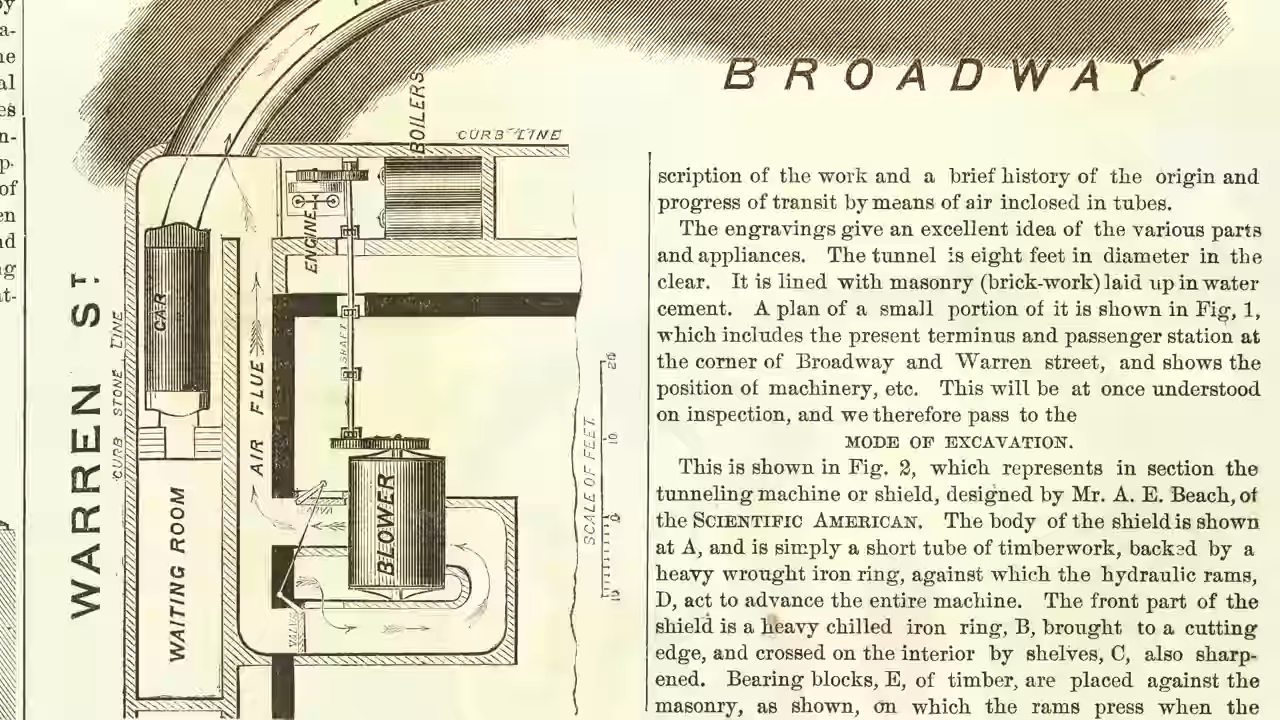 by
a-
he
al
es
n-
p-
of
en
nd
ng
at-
BROADWAY
BOILERS
CURB LINE
ENGINE
CAR
SHAFT
AIR FLUE
BLOWER
WAITING ROOM
WARREN ST
CURB STONE LINE
SCALE OF FEET.
20
10
0
10
scription of the work and a brief history of the origin and
progress of transit by means of air inclosed in tubes.
The engravings give an excellent idea of the various parts
and appliances. The tunnel is eight feet in diameter in the
clear. It is lined with masonry (brick-work) laid up in water
cement. A plan of a small portion of it is shown in Fig, 1,
which includes the present terminus and passenger station at
the corner of Broadway and Warren street, and shows the
position of machinery, etc. This will be at once understood
on inspection, and we therefore pass to the
MODE OF EXCAVATION.
This is shown in Fig. 2, which represents in section the
tunneling machine or shield, designed by Mr. A. E. Beach, of
the SCIENTIFIC AMERICAN. The body of the shield is shown
at A, and is simply a short tube of timberwork, backed by a
heavy wrought iron ring, against which the hydraulic rams,
D, act to advance the entire machine. The front part of the
shield is a heavy chilled iron ring, B, brought to a cutting
edge, and crossed on the interior by shelves, C, also sharp-
ened. Bearing blocks, E, of timber, are placed against the
masonry, as shown, on which the rams press when the